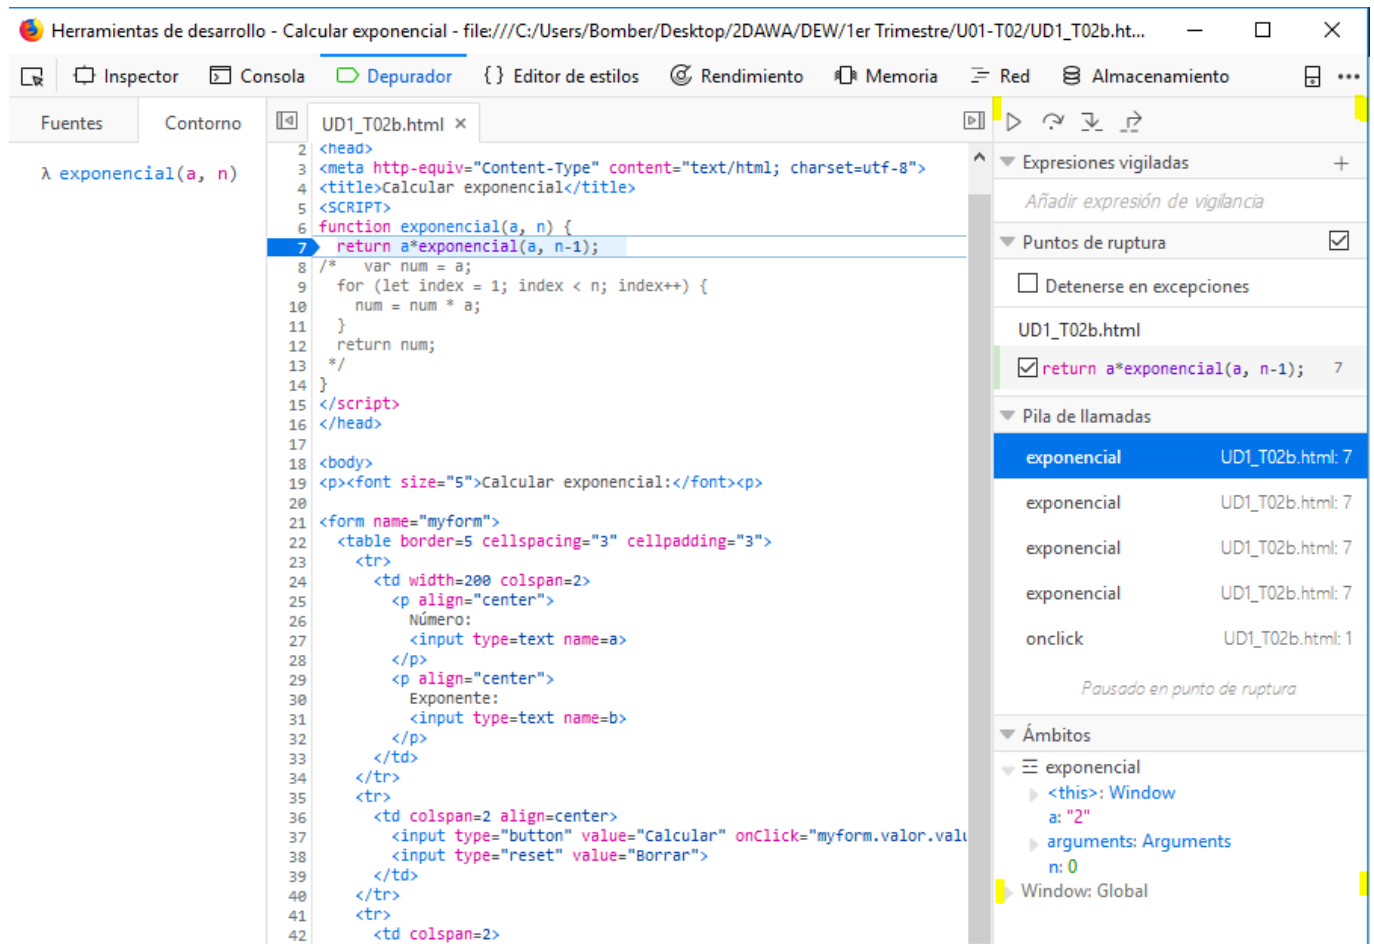 Herramientas de desarrollo - Calcular exponencial - file:///C:/Users/Bomber/Desktop/2DAWA/DEW/1er Trimestre/U01-T02/UD1_T02b.ht...
Inspector Consola Depurador Editor de estilos Rendimiento Memoria Red Almacenamiento
Fuentes Contorno
λ exponencial(a, n)
UD1_T02b.html ×
2 <head>
3 <meta http-equiv="Content-Type" content="text/html; charset=utf-8">
4 <title>Calcular exponencial</title>
5 <SCRIPT>
6 function exponencial(a, n) {
7 return a*exponencial(a, n-1);
8 /* var num = a;
9 for (let index = 1; index < n; index++) {
10 num = num * a;
11 }
12 return num;
13 */
14 }
15 </script>
16 </head>
17
18 <body>
19 <p><font size="5">Calcular exponencial:</font><p>
20
21 <form name="myform">
22 <table border=5 cellspacing="3" cellpadding="3">
23 <tr>
24 <td width=200 colspan=2>
25 <p align="center">
26 Número:
27 <input type=text name=a>
28 </p>
29 <p align="center">
30 Exponente:
31 <input type=text name=b>
32 </p>
33 </td>
34 </tr>
35 <tr>
36 <td colspan=2 align=center>
37 <input type="button" value="Calcular" onClick="myform.valor.valu
38 <input type="reset" value="Borrar">
39 </td>
40 </tr>
41 <tr>
42 <td colspan=2>
Expresiones vigiladas +
Añadir expresión de vigilancia
Puntos de ruptura
Detenerse en excepciones
UD1_T02b.html
return a*exponencial(a, n-1); 7
Pila de llamadas
exponencial UD1_T02b.html: 7
exponencial UD1_T02b.html: 7
exponencial UD1_T02b.html: 7
exponencial UD1_T02b.html: 7
onclick UD1_T02b.html: 1
Pausado en punto de ruptura
Ámbitos
exponencial
<this>: Window
a: "2"
arguments: Arguments
n: 0
Window: Global